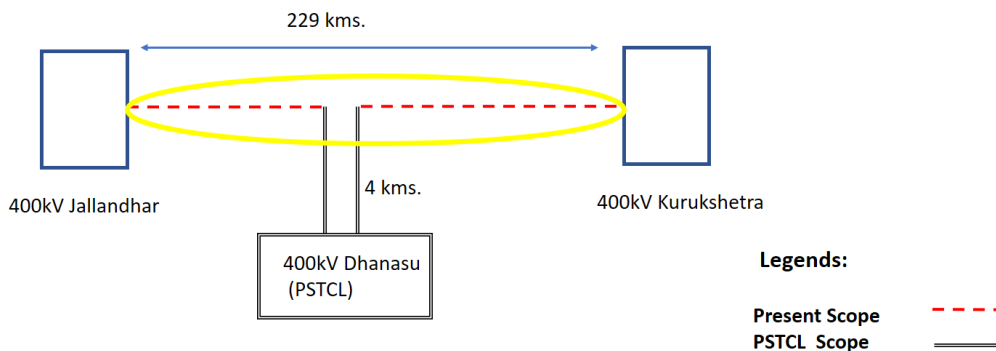 229 kms.
4 kms.
400kV Jallandhar
400kV Kurukshetra
400kV Dhanasu
(PSTCL)
Legends:
Present Scope
PSTCL Scope